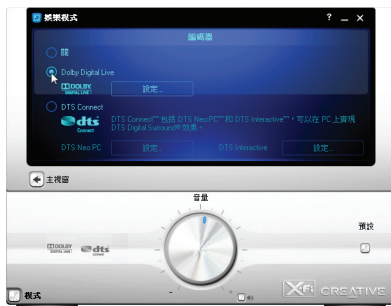 娛樂模式
? _ ×
編碼器
關
Dolby Digital Live
DOLBY
DIGITAL LIVE
設定...
DTS Connect
dts
Connect
DTS Connect™ 包括 DTS Neo:PC™ 和 DTS Interactive™，可以在 PC 上實現
DTS Digital Surround® 效果。
DTS Neo:PC
設定...
DTS Interactive
設定...
主視窗
音量
預設
DOLBY
DIGITAL LIVE
dts
- +
模式
X-Fi CREATIVE